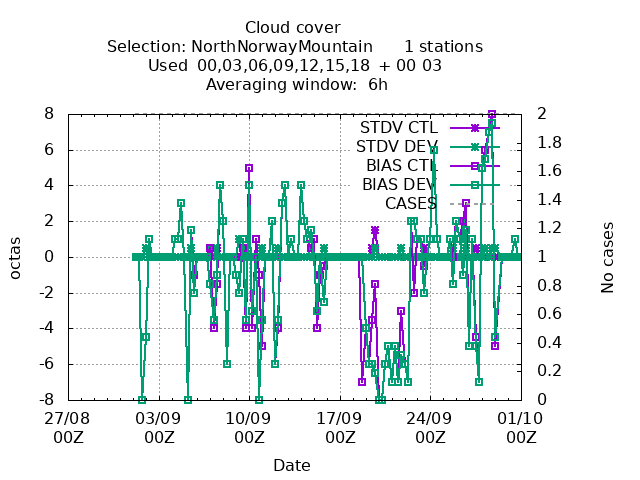 Cloud cover
Selection: NorthNorwayMountain 1 stations
Used 00,03,06,09,12,15,18 + 00 03
Averaging window: 6h
STDV CTL
STDV DEV
BIAS CTL
BIAS DEV
CASES
octas
8
6
4
2
0
-2
-4
-6
-8
No cases
2
1.8
1.6
1.4
1.2
1
0.8
0.6
0.4
0.2
0
27/08 03/09 10/09 17/09 24/09 01/10
00Z 00Z 00Z 00Z 00Z 00Z
Date